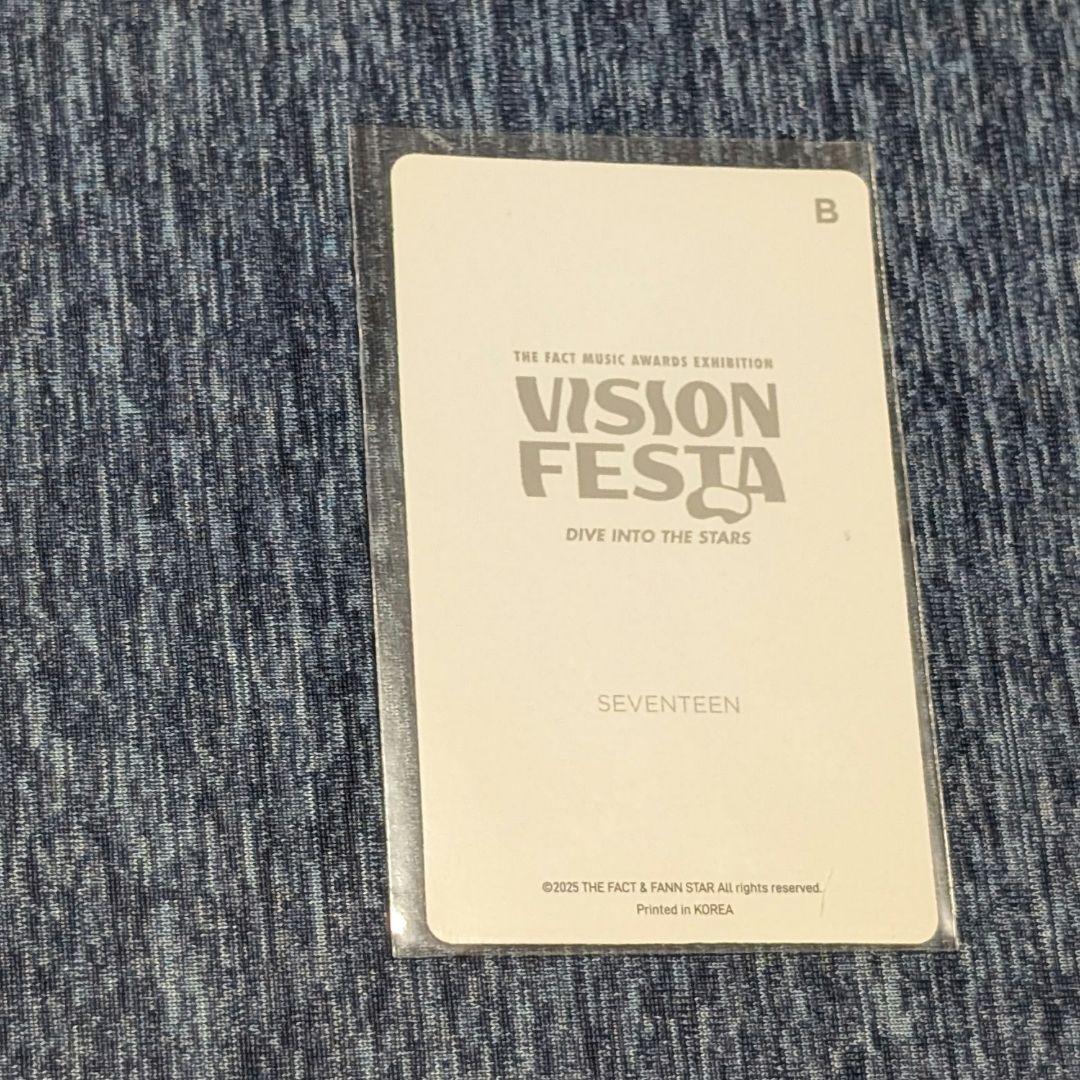 B
THE FACT MUSIC AWARDS EXHIBITION
VISION
FESTA
DIVE INTO THE STARS
SEVENTEEN
©2025 THE FACT & FANN STAR All rights reserved.
Printed in KOREA